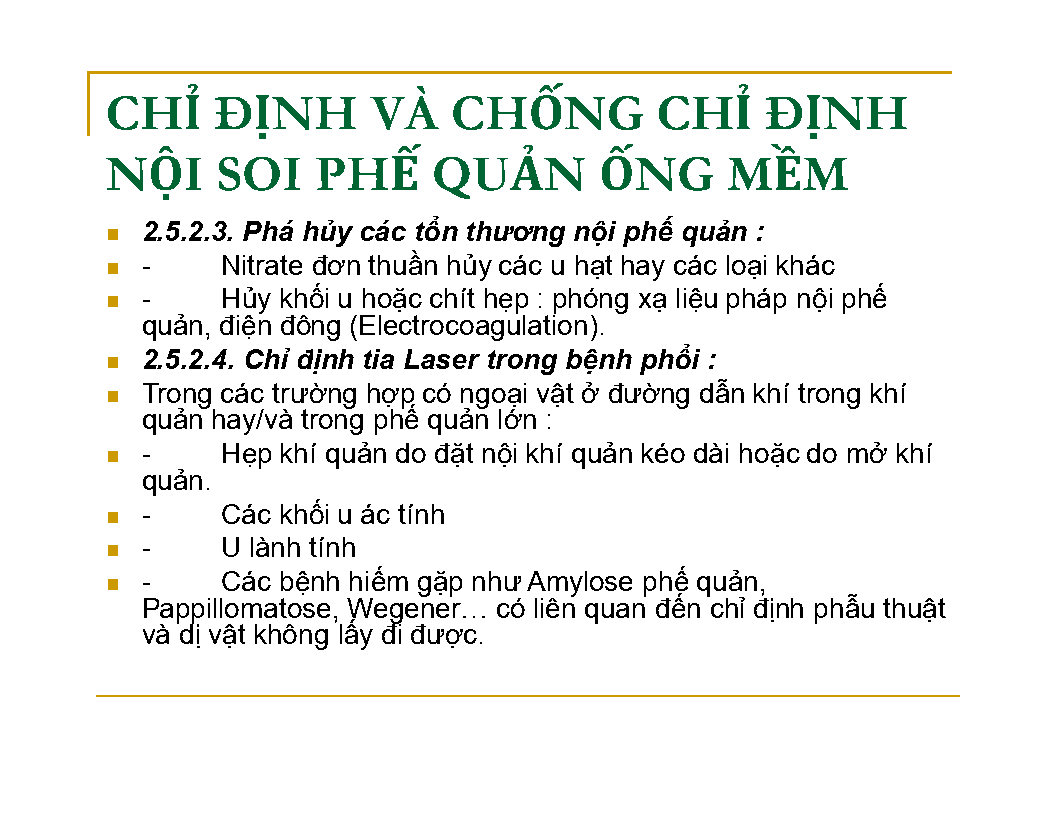 CHỈ ĐỊNH VÀ CHỐNG CHỈ ĐỊNH
NỘI SOI PHẾ QUẢN ỐNG MỀM
2.5.2.3. Phá hủy các tổn thương nội phế quản :
- Nitrate đơn thuần hủy các u hạt hay các loại khác
- Hủy khối u hoặc chít hẹp : phóng xạ liệu pháp nội phế
quản, điện đông (Electrocoagulation).
2.5.2.4. Chỉ định tia Laser trong bệnh phổi :
Trong các trường hợp có ngoại vật ở đường dẫn khí trong khí
quản hay/và trong phế quản lớn :
- Hẹp khí quản do đặt nội khí quản kéo dài hoặc do mở khí
quản.
- Các khối u ác tính
- U lành tính
- Các bệnh hiếm gặp như Amylose phế quản,
Pappillomatose, Wegener… có liên quan đến chỉ định phẫu thuật
và dị vật không lấy đi được.